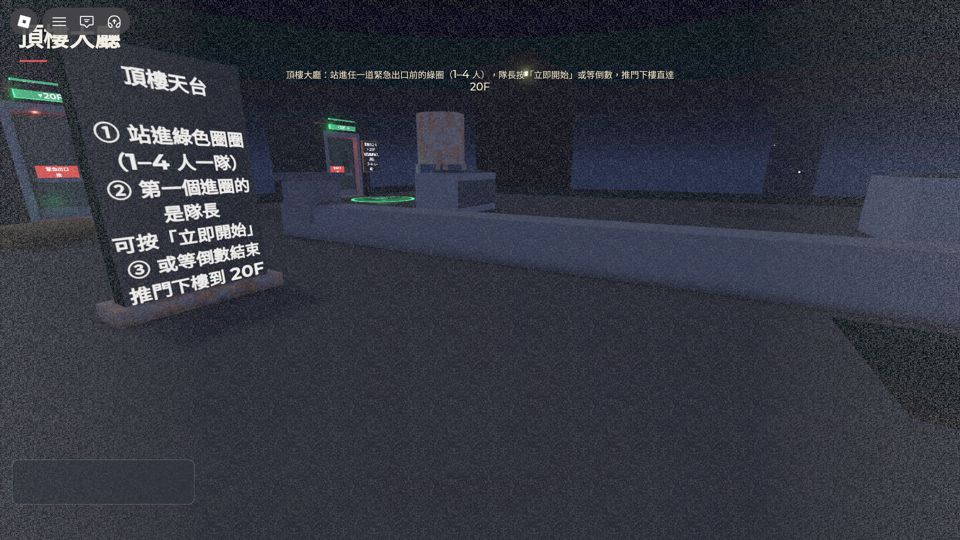 頂樓大廳
頂樓大廳：站進任一道緊急出口前的綠圈（1–4 人），隊長按「立即開始」或等倒數，推門下樓直達
20F
頂樓天台
① 站進綠色圈圈
（1–4 人一隊）
② 第一個進圈的
是隊長
可按「立即開始」
③ 或等倒數結束
推門下樓到 20F
▼20F
緊急出口